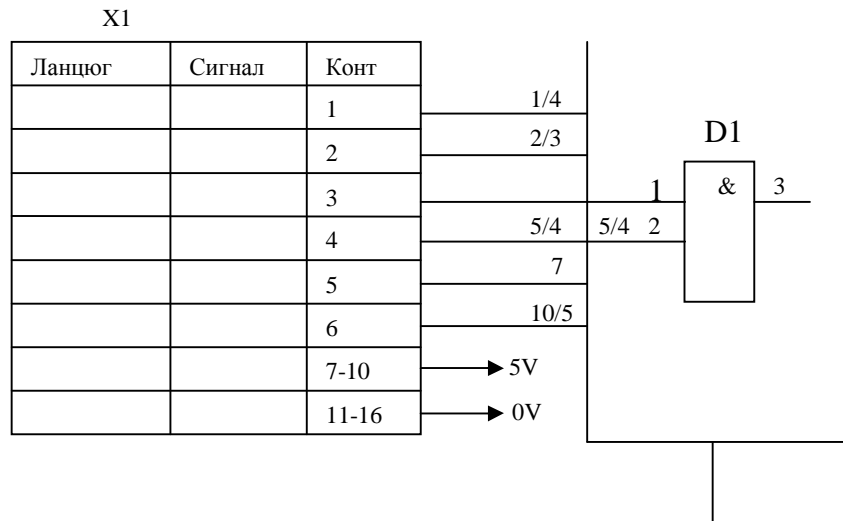 X1
Ланцюг Сигнал Конт
1 1/4
2 2/3
D1
3 1 & 3
4 5/4 5/4 2
5 7
6 10/5
7-10 5V
11-16 0V